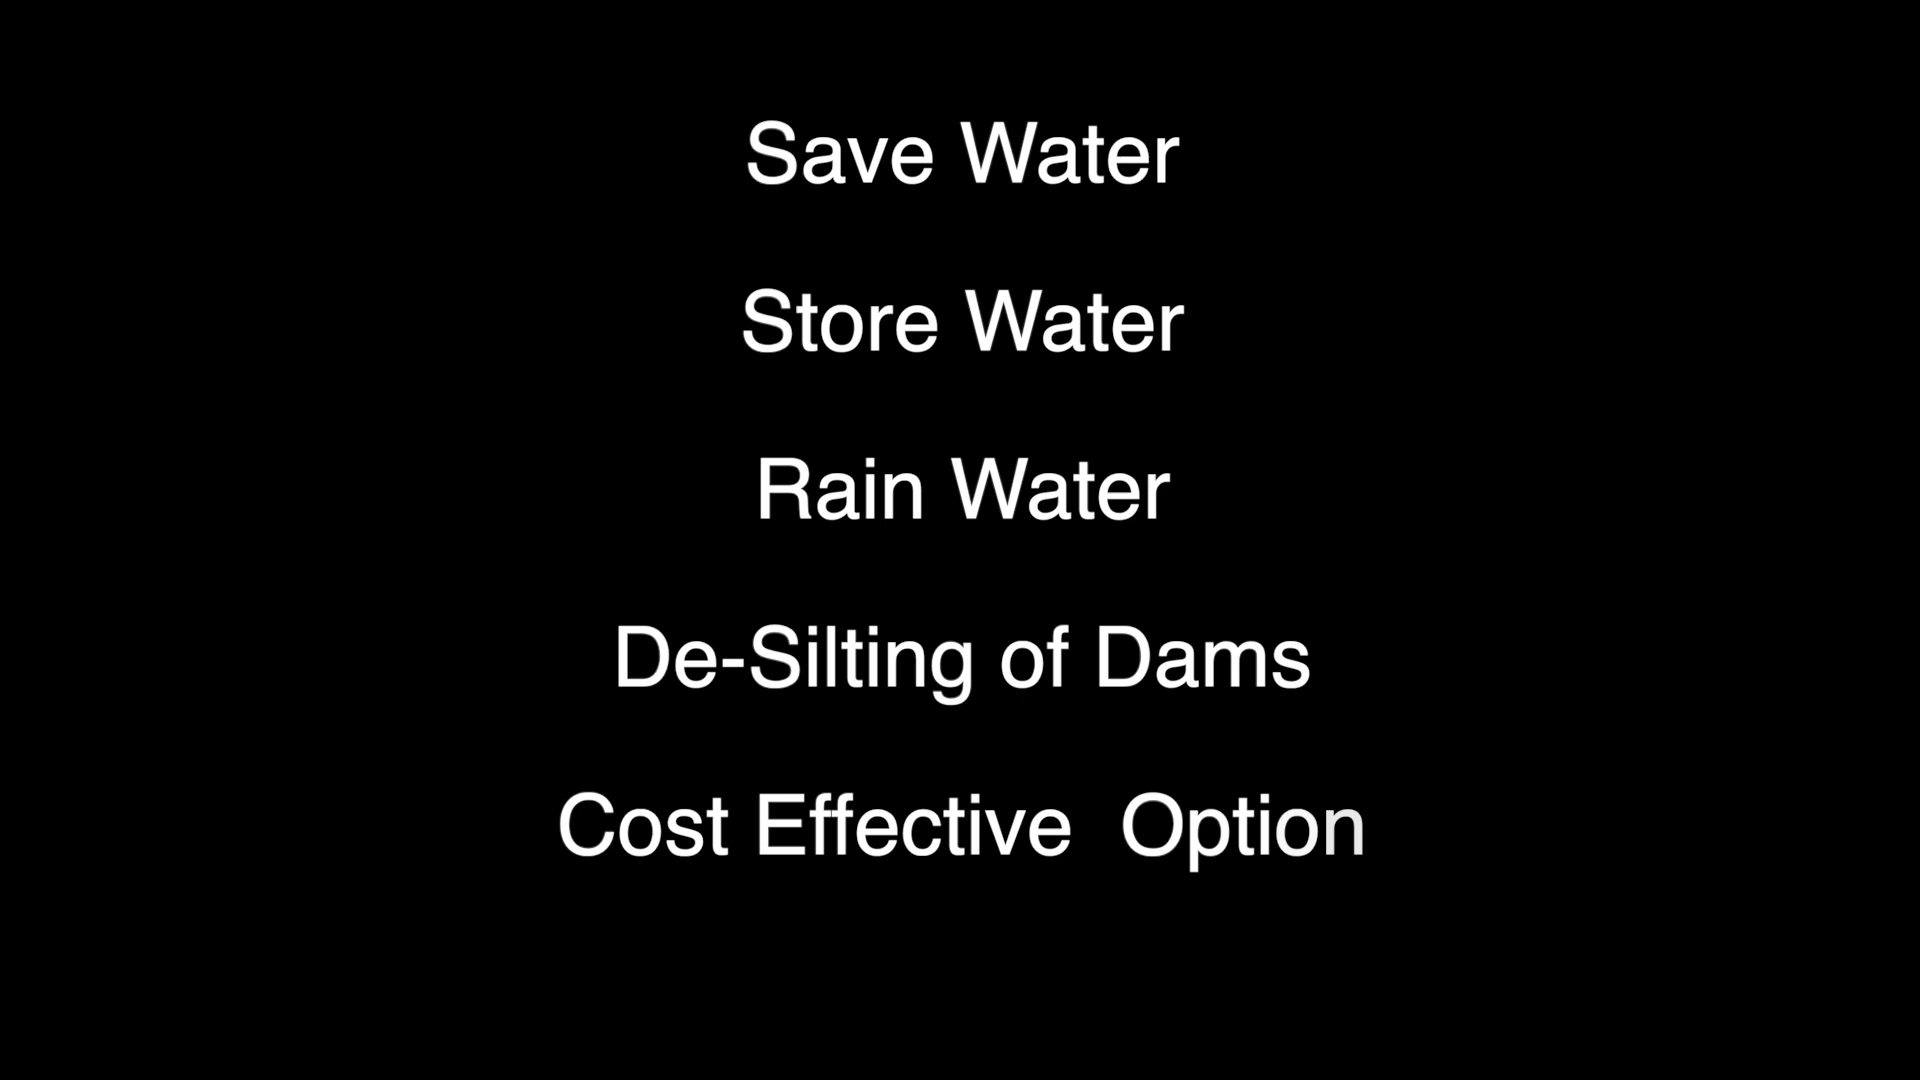 Save Water
Store Water
Rain Water
De-Silting of Dams
Cost Effective  Option